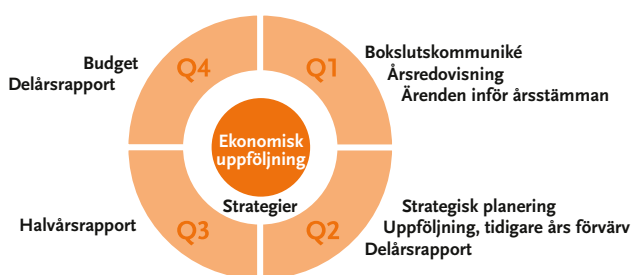 Q1
Bokslutskommuniké
Årsredovisning
Ärenden inför årsstämman
Q2
Strategisk planering
Uppföljning, tidigare års förvärv
Delårsrapport
Q3
Halvårsrapport
Q4
Budget
Delårsrapport
Ekonomisk
uppföljning
Strategier